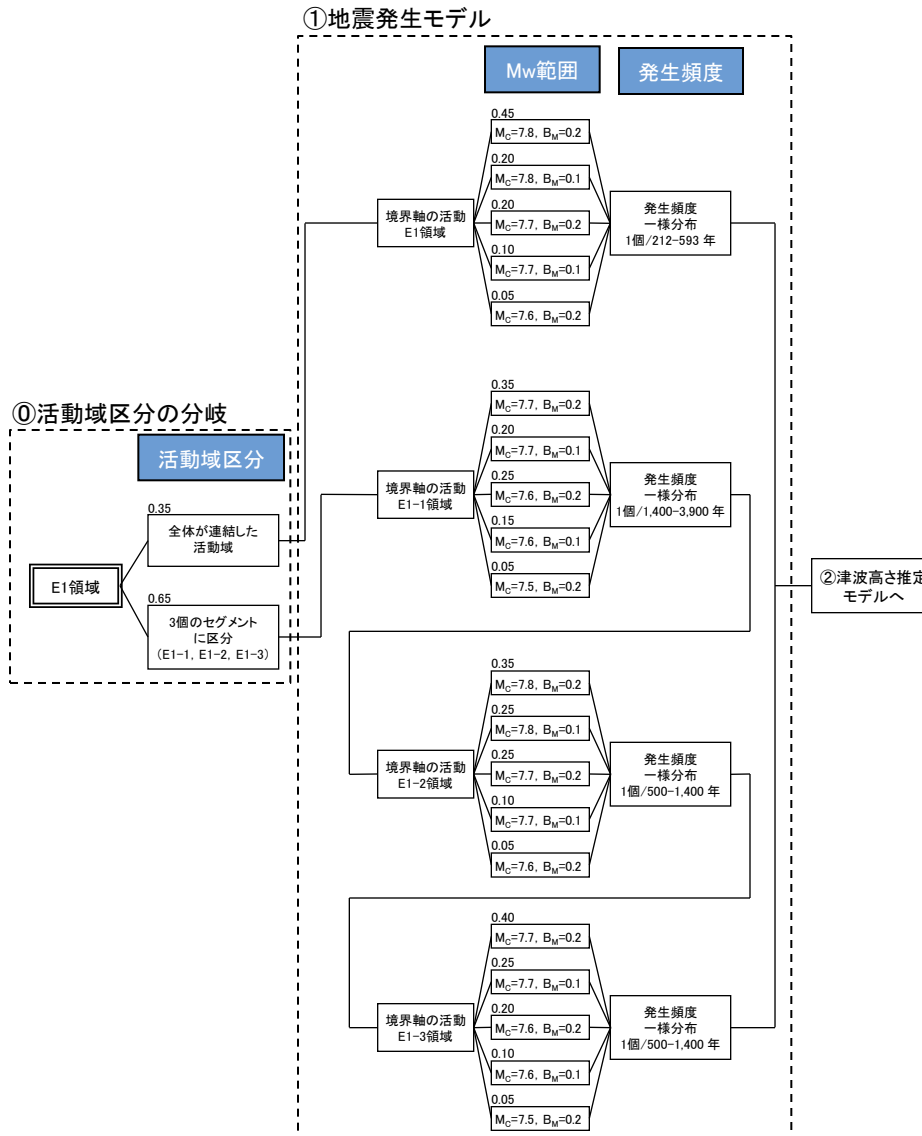 ①地震発生モデル
Mw範囲
発生頻度
0.45
MC=7.8, BM=0.2
0.20
MC=7.8, BM=0.1
0.20
MC=7.7, BM=0.2
0.10
MC=7.7, BM=0.1
0.05
MC=7.6, BM=0.2
境界軸の活動
E1領域
発生頻度
一様分布
1個/212-593 年
0.35
MC=7.7, BM=0.2
0.20
MC=7.7, BM=0.1
0.25
MC=7.6, BM=0.2
0.15
MC=7.6, BM=0.1
0.05
MC=7.5, BM=0.2
境界軸の活動
E1-1領域
発生頻度
一様分布
1個/1,400-3,900 年
⓪活動域区分の分岐
活動域区分
0.35
全体が連結した
活動域
E1領域
0.65
3個のセグメント
に区分
(E1-1, E1-2, E1-3)
②津波高さ推定
モデルへ
0.35
MC=7.8, BM=0.2
0.25
MC=7.8, BM=0.1
0.25
MC=7.7, BM=0.2
0.10
MC=7.7, BM=0.1
0.05
MC=7.6, BM=0.2
境界軸の活動
E1-2領域
発生頻度
一様分布
1個/500-1,400 年
0.40
MC=7.7, BM=0.2
0.25
MC=7.7, BM=0.1
0.20
MC=7.6, BM=0.2
0.10
MC=7.6, BM=0.1
0.05
MC=7.5, BM=0.2
境界軸の活動
E1-3領域
発生頻度
一様分布
1個/500-1,400 年